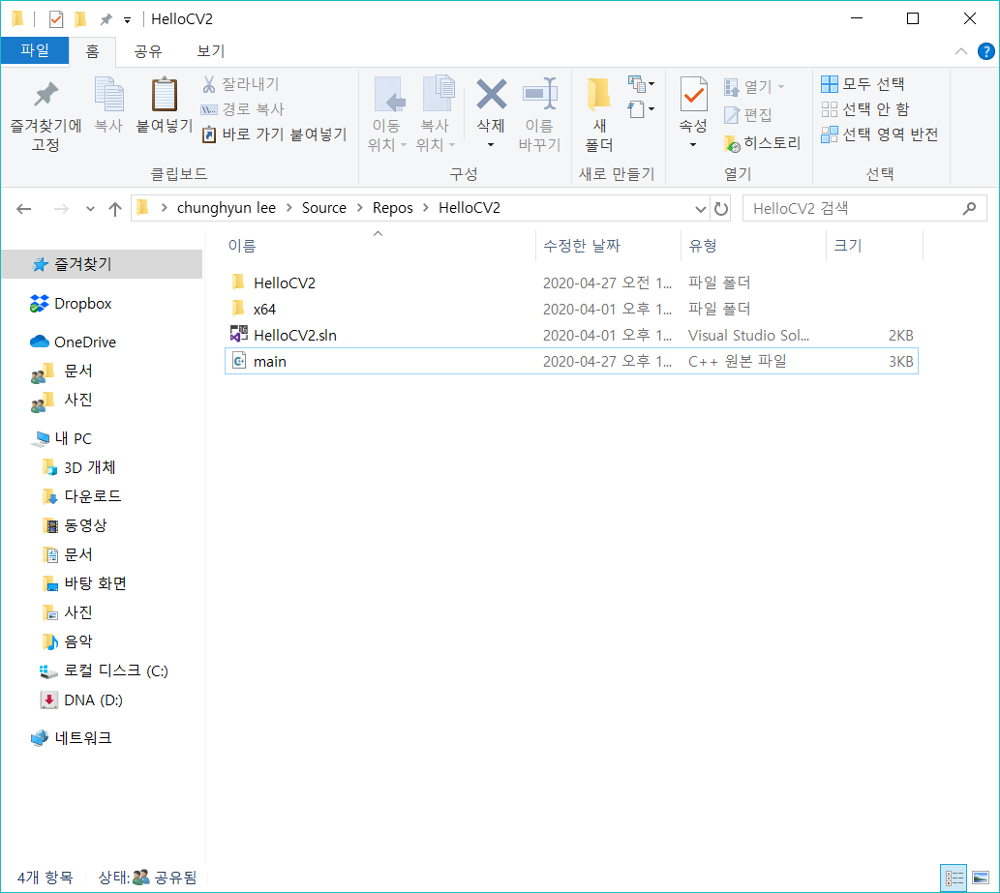 HelloCV2
파일 홈 공유 보기
즐겨찾기에 고정
복사
붙여넣기
잘라내기
경로 복사
바로 가기 붙여넣기
클립보드
이동 위치
복사 위치
삭제
이름 바꾸기
구성
새 폴더
새로 만들기
속성
열기
편집
히스토리
열기
모두 선택
선택 안 함
선택 영역 반전
선택
chunghyun lee > Source > Repos > HelloCV2
HelloCV2 검색
즐겨찾기
Dropbox
OneDrive
문서
사진
내 PC
3D 개체
다운로드
동영상
문서
바탕 화면
사진
음악
로컬 디스크 (C:)
DNA (D:)
네트워크
이름 수정한 날짜 유형 크기
HelloCV2 2020-04-27 오전 1... 파일 폴더
x64 2020-04-01 오후 1... 파일 폴더
HelloCV2.sln 2020-04-01 오후 1... Visual Studio Sol... 2KB
main 2020-04-27 오후 1... C++ 원본 파일 3KB
4개 항목 상태: 공유됨